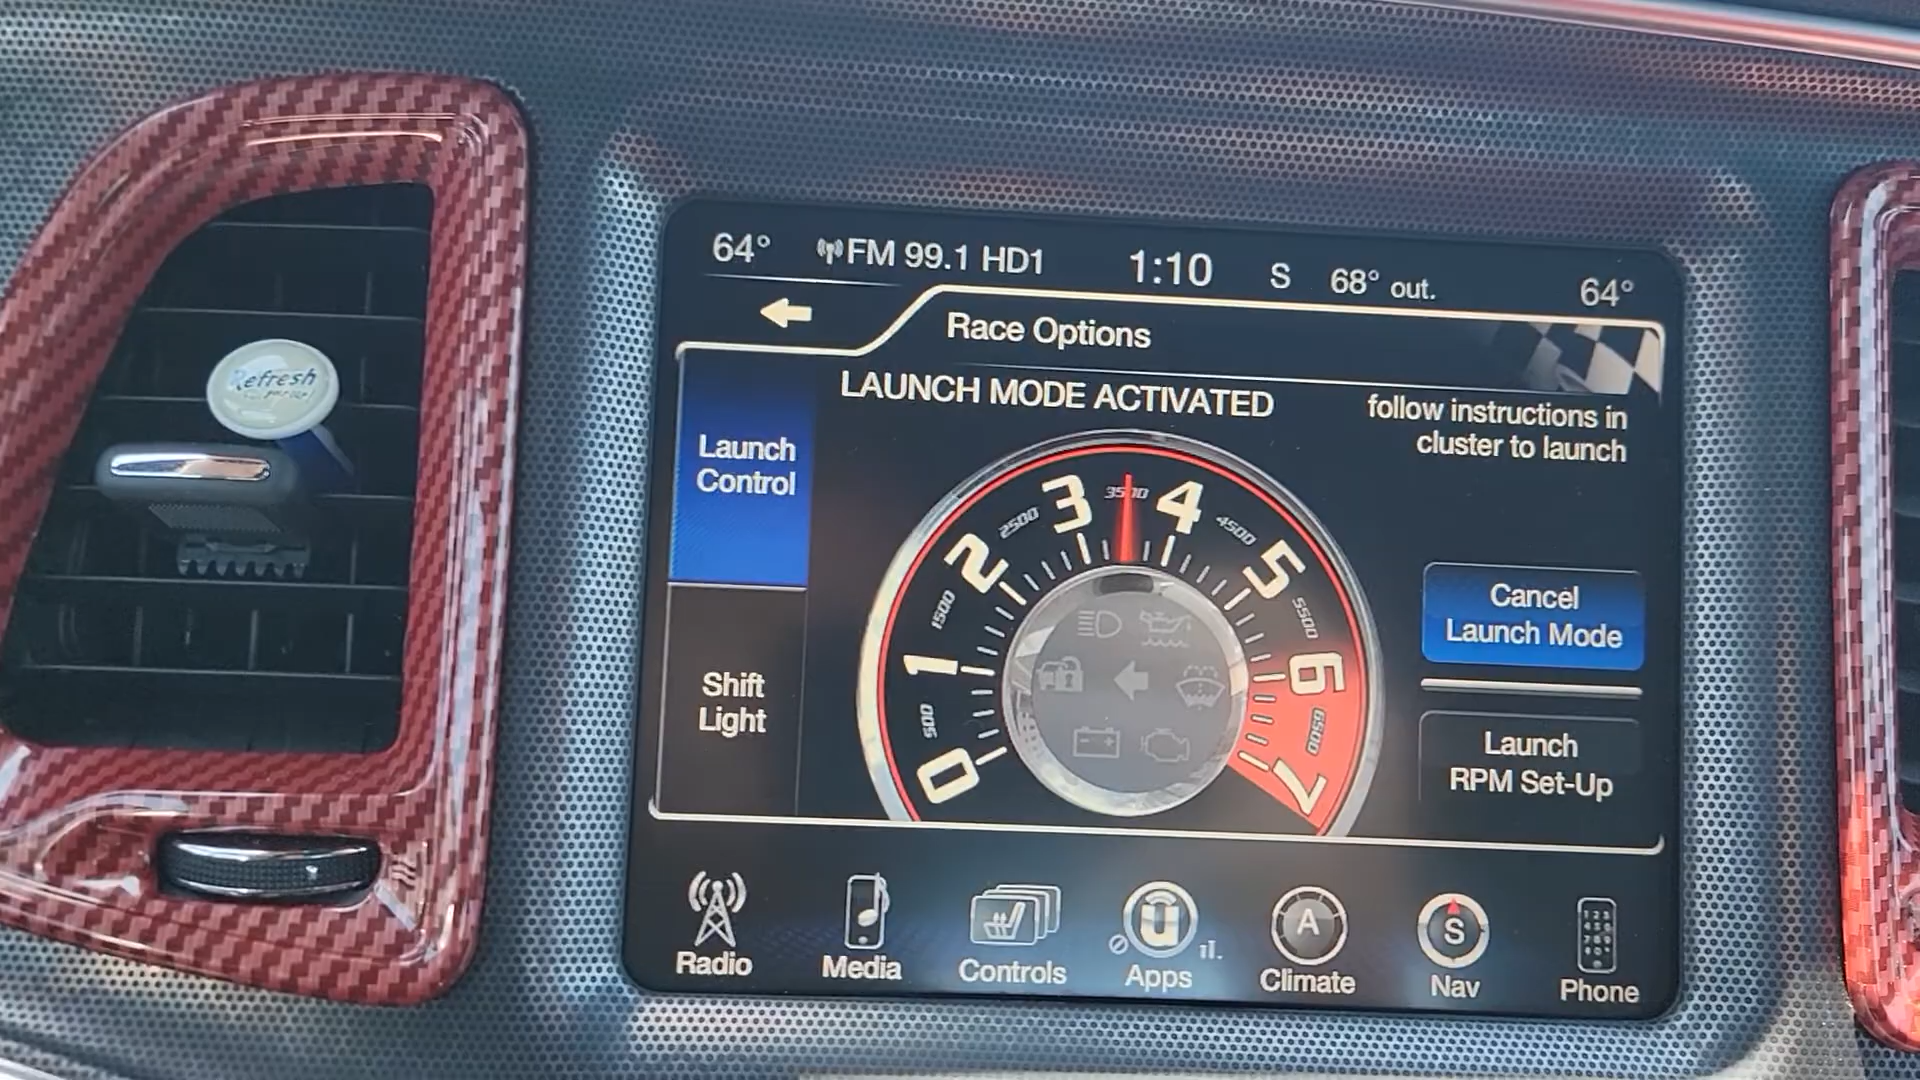 64° FM 99.1 HD1 1:10 S 68° out. 64°
Race Options
LAUNCH MODE ACTIVATED
follow instructions in
cluster to launch
Launch
Control
Shift
Light
0
500
1
1500
2
2500
3
3500
4
4500
5
5500
6
6500
7
Cancel
Launch Mode
Launch
RPM Set-Up
Radio
Media
Controls
Apps
A
Climate
S
Nav
Phone
Refresh